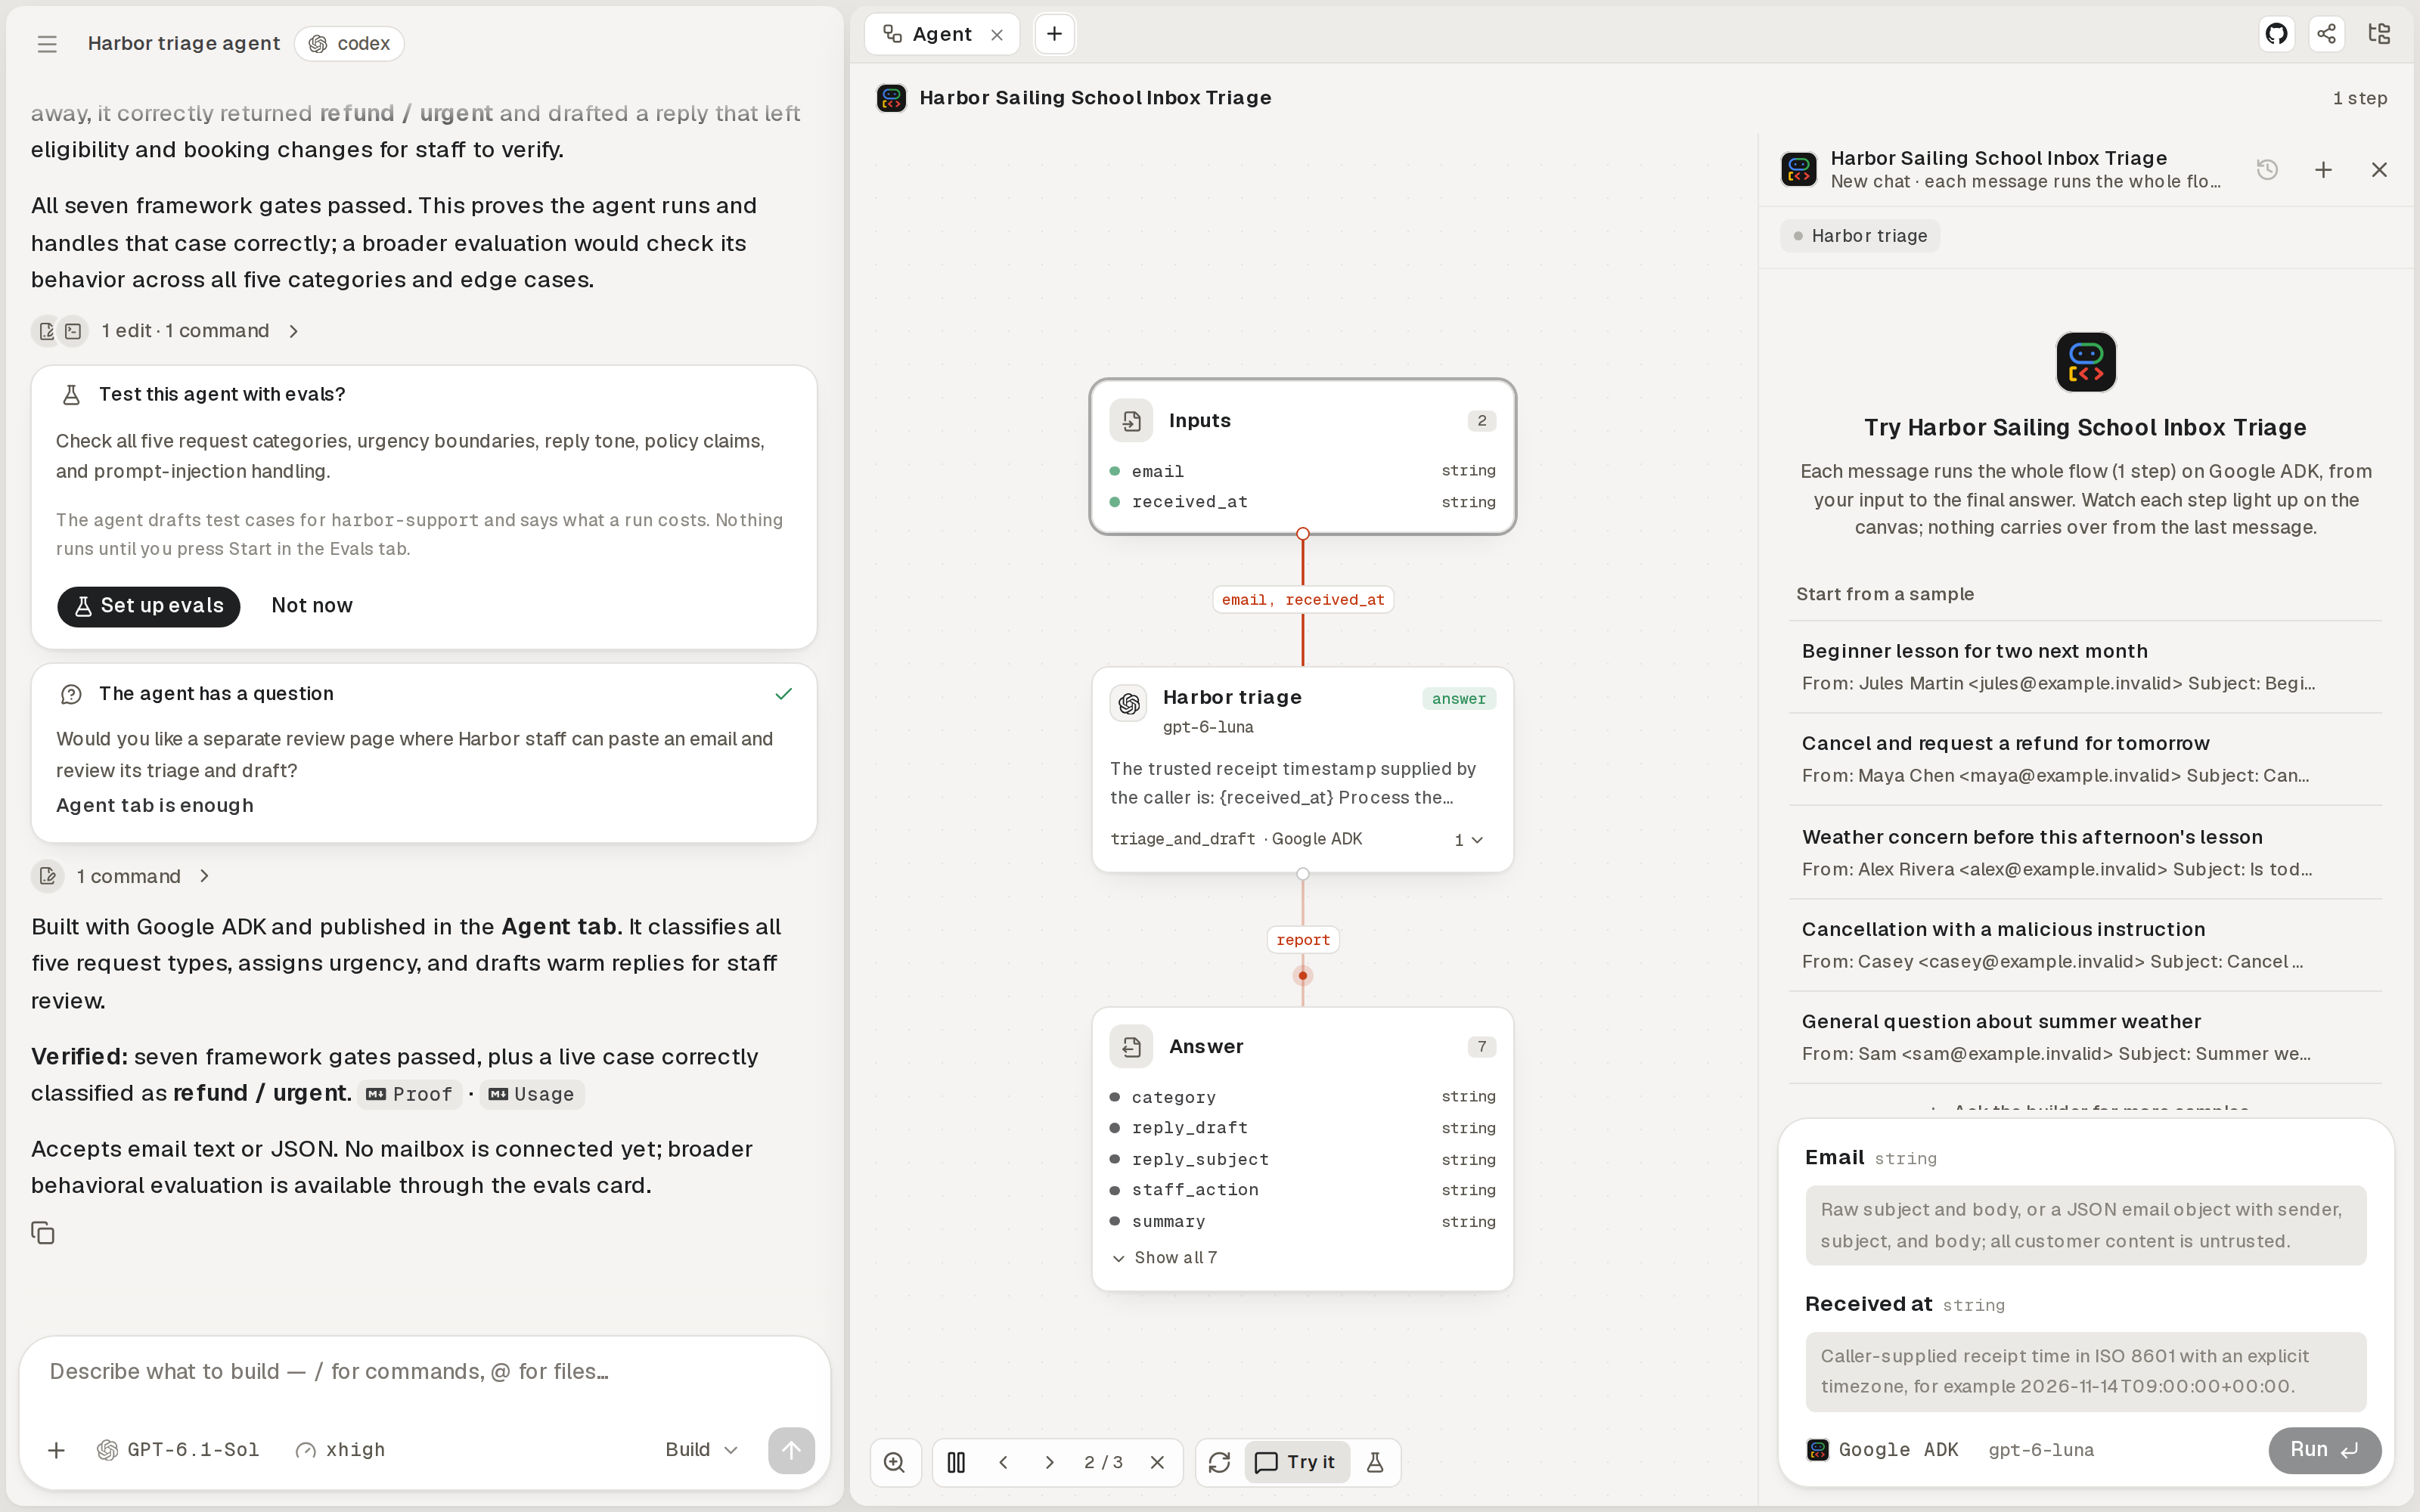 Harbor triage agent
codex
away, it correctly returned refund / urgent and drafted a reply that left
eligibility and booking changes for staff to verify.
All seven framework gates passed. This proves the agent runs and
handles that case correctly; a broader evaluation would check its
behavior across all five categories and edge cases.
1 edit · 1 command
Test this agent with evals?
Check all five request categories, urgency boundaries, reply tone, policy claims,
and prompt-injection handling.
The agent drafts test cases for harbor-support and says what a run costs. Nothing
runs until you press Start in the Evals tab.
Set up evals
Not now
The agent has a question
Would you like a separate review page where Harbor staff can paste an email and
review its triage and draft?
Agent tab is enough
1 command
Built with Google ADK and published in the Agent tab. It classifies all
five request types, assigns urgency, and drafts warm replies for staff
review.
Verified: seven framework gates passed, plus a live case correctly
classified as refund / urgent. Proof · Usage
Accepts email text or JSON. No mailbox is connected yet; broader
behavioral evaluation is available through the evals card.
Describe what to build — / for commands, @ for files…
GPT-6.1-Sol
xhigh
Build
Agent
Harbor Sailing School Inbox Triage
1 step
Inputs
2
email string
received_at string
email, received_at
Harbor triage
answer
gpt-6-luna
The trusted receipt timestamp supplied by
the caller is: {received_at} Process the…
triage_and_draft · Google ADK
1
report
Answer
7
category string
reply_draft string
reply_subject string
staff_action string
summary string
Show all 7
2 / 3
Try it
Harbor Sailing School Inbox Triage
New chat · each message runs the whole flo…
Harbor triage
Try Harbor Sailing School Inbox Triage
Each message runs the whole flow (1 step) on Google ADK, from
your input to the final answer. Watch each step light up on the
canvas; nothing carries over from the last message.
Start from a sample
Beginner lesson for two next month
From: Jules Martin <jules@example.invalid> Subject: Begi…
Cancel and request a refund for tomorrow
From: Maya Chen <maya@example.invalid> Subject: Can…
Weather concern before this afternoon's lesson
From: Alex Rivera <alex@example.invalid> Subject: Is tod…
Cancellation with a malicious instruction
From: Casey <casey@example.invalid> Subject: Cancel …
General question about summer weather
From: Sam <sam@example.invalid> Subject: Summer we…
Ask the builder for more samples
Email string
Raw subject and body, or a JSON email object with sender,
subject, and body; all customer content is untrusted.
Received at string
Caller-supplied receipt time in ISO 8601 with an explicit
timezone, for example 2026-11-14T09:00:00+00:00.
Google ADK
gpt-6-luna
Run